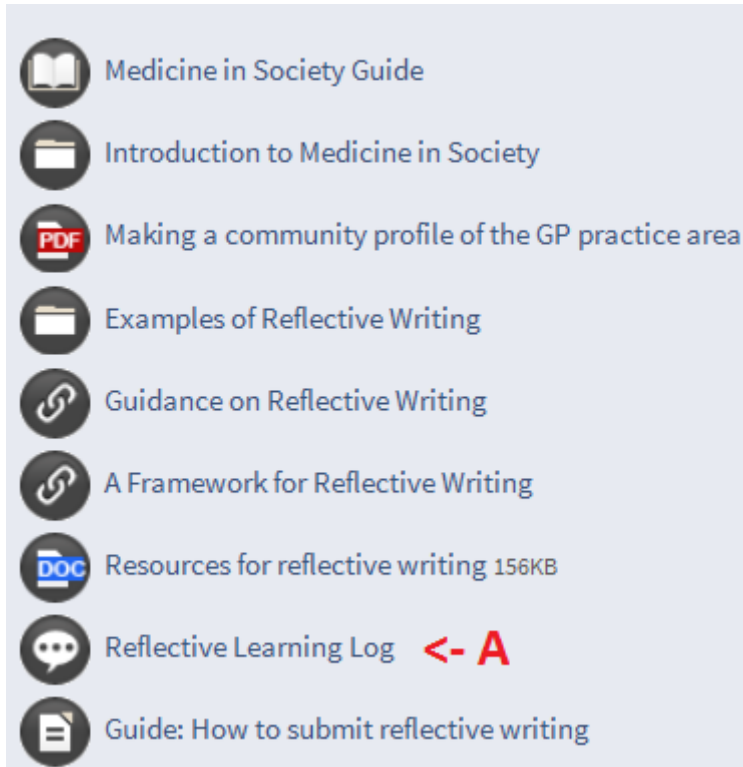 Medicine in Society Guide
Introduction to Medicine in Society
PDF Making a community profile of the GP practice area
Examples of Reflective Writing
Guidance on Reflective Writing
A Framework for Reflective Writing
DOC Resources for reflective writing 156KB
Reflective Learning Log <- A
Guide: How to submit reflective writing